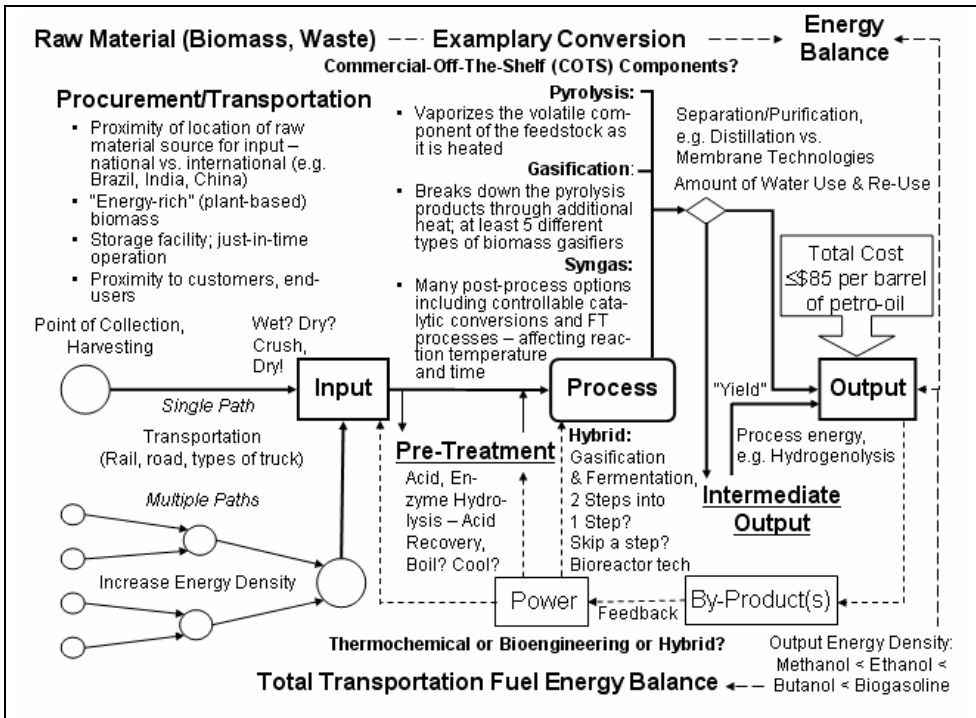 Raw Material (Biomass, Waste)
Examplary Conversion
Energy
Balance
Commercial-Off-The-Shelf (COTS) Components?
Procurement/Transportation
▪ Proximity of location of raw
material source for input –
national vs. international (e.g.
Brazil, India, China)
▪ "Energy-rich" (plant-based)
biomass
▪ Storage facility; just-in-time
operation
▪ Proximity to customers, end-
users
Pyrolysis:
▪ Vaporizes the volatile com-
ponent of the feedstock as
it is heated
Gasification:
▪ Breaks down the pyrolysis
products through additional
heat; at least 5 different
types of biomass gasifiers
Syngas:
▪ Many post-process options
including controllable cata-
lytic conversions and FT
processes – affecting reac-
tion temperature
and time
Separation/Purification,
e.g. Distillation vs.
Membrane Technologies
Amount of Water Use & Re-Use
Total Cost
≤$85 per barrel
of petro-oil
Point of Collection,
Harvesting
Wet? Dry?
Crush,
Dry!
Input
Process
"Yield"
Output
Single Path
Transportation
(Rail, road, types of truck)
Multiple Paths
Increase Energy Density
Pre-Treatment
Acid, En-
zyme Hydro-
lysis – Acid
Recovery,
Boil? Cool?
Hybrid:
Gasification
& Fermentation,
2 Steps into
1 Step?
Skip a step?
Bioreactor tech
Process energy,
e.g. Hydrogenolysis
Intermediate
Output
Power
Feedback
By-Product(s)
Thermochemical or Bioengineering or Hybrid?
Output Energy Density:
Methanol < Ethanol <
Butanol < Biogasoline
Total Transportation Fuel Energy Balance